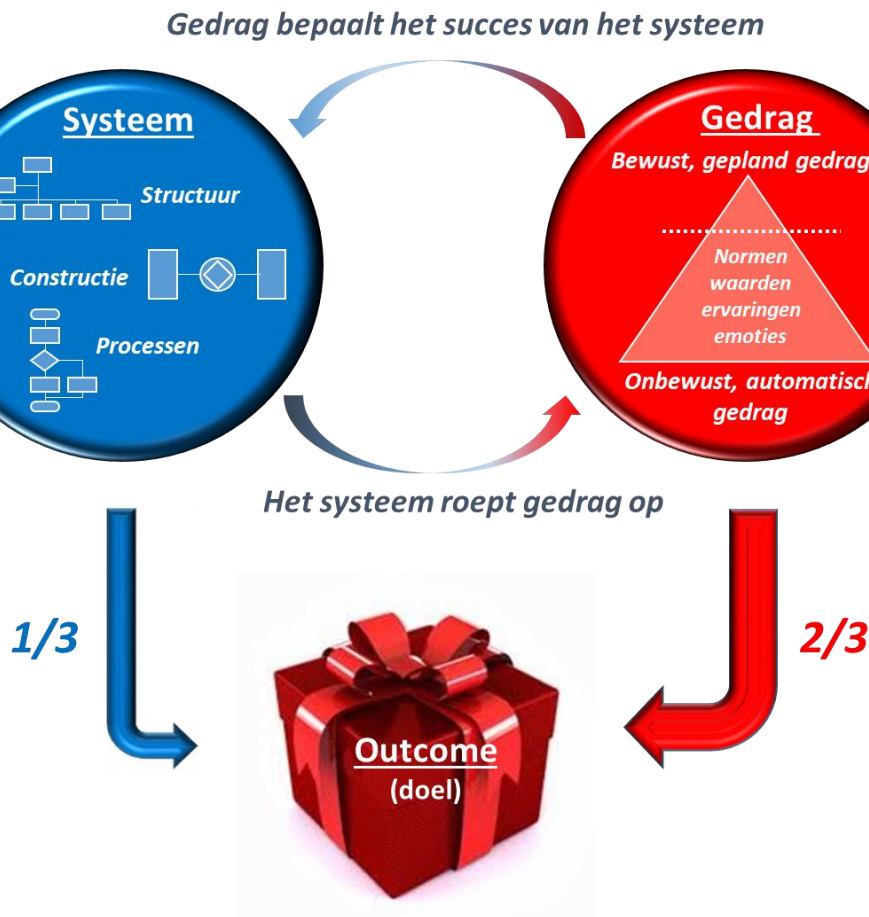 Gedrag bepaalt het succes van het systeem
Systeem
Structuur
Constructie
Processen
Gedrag
Bewust, gepland gedrag
Normen
waarden
ervaringen
emoties
Onbewust, automatisch
gedrag
Het systeem roept gedrag op
1/3
2/3
Outcome
(doel)